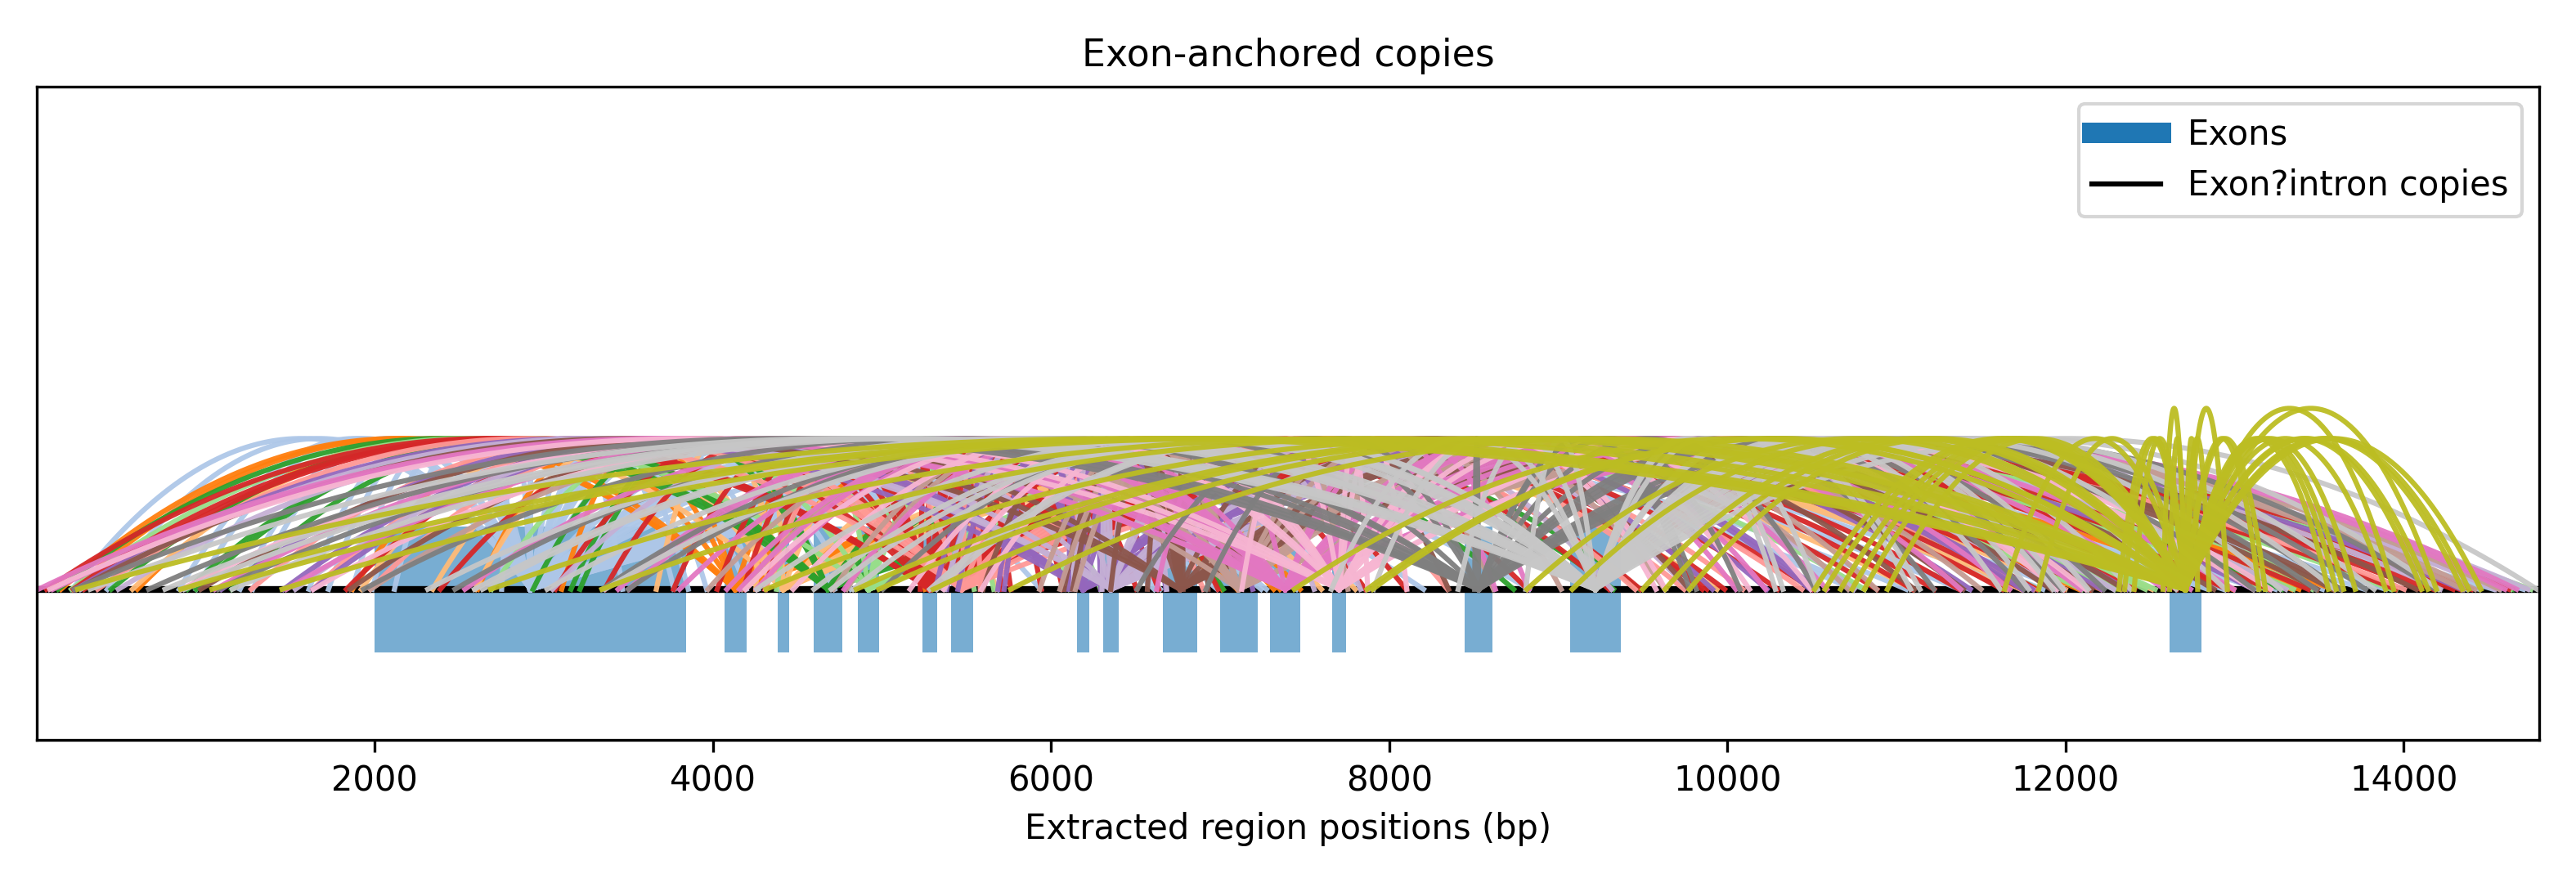 Exon-anchored copies
Exons
Exon?intron copies
2000 4000 6000 8000 10000 12000 14000
Extracted region positions (bp)